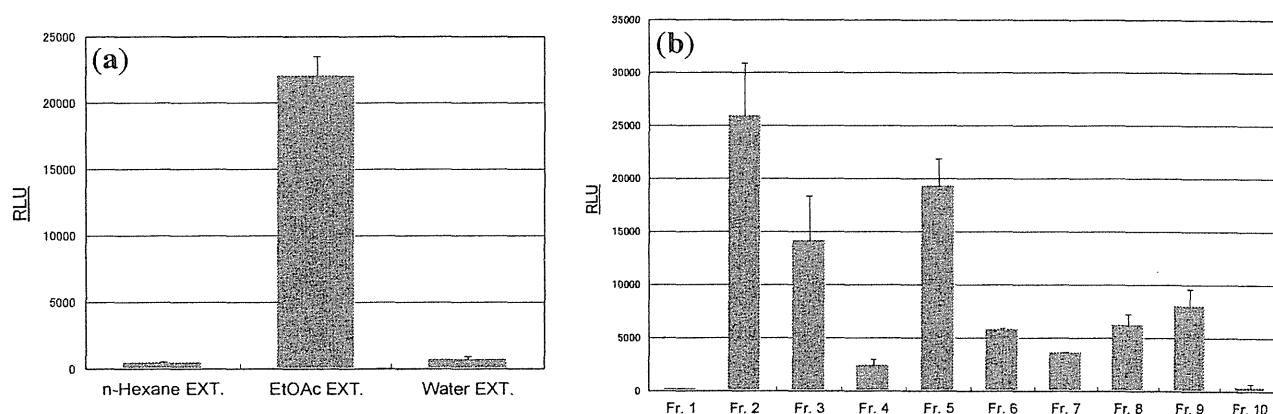 (a)
25000
20000
15000
10000
5000
0
RLU
n-Hexane EXT.
EtOAc EXT.
Water EXT.
(b)
35000
30000
25000
20000
15000
10000
5000
0
RLU
Fr. 1
Fr. 2
Fr. 3
Fr. 4
Fr. 5
Fr. 6
Fr. 7
Fr. 8
Fr. 9
Fr. 10